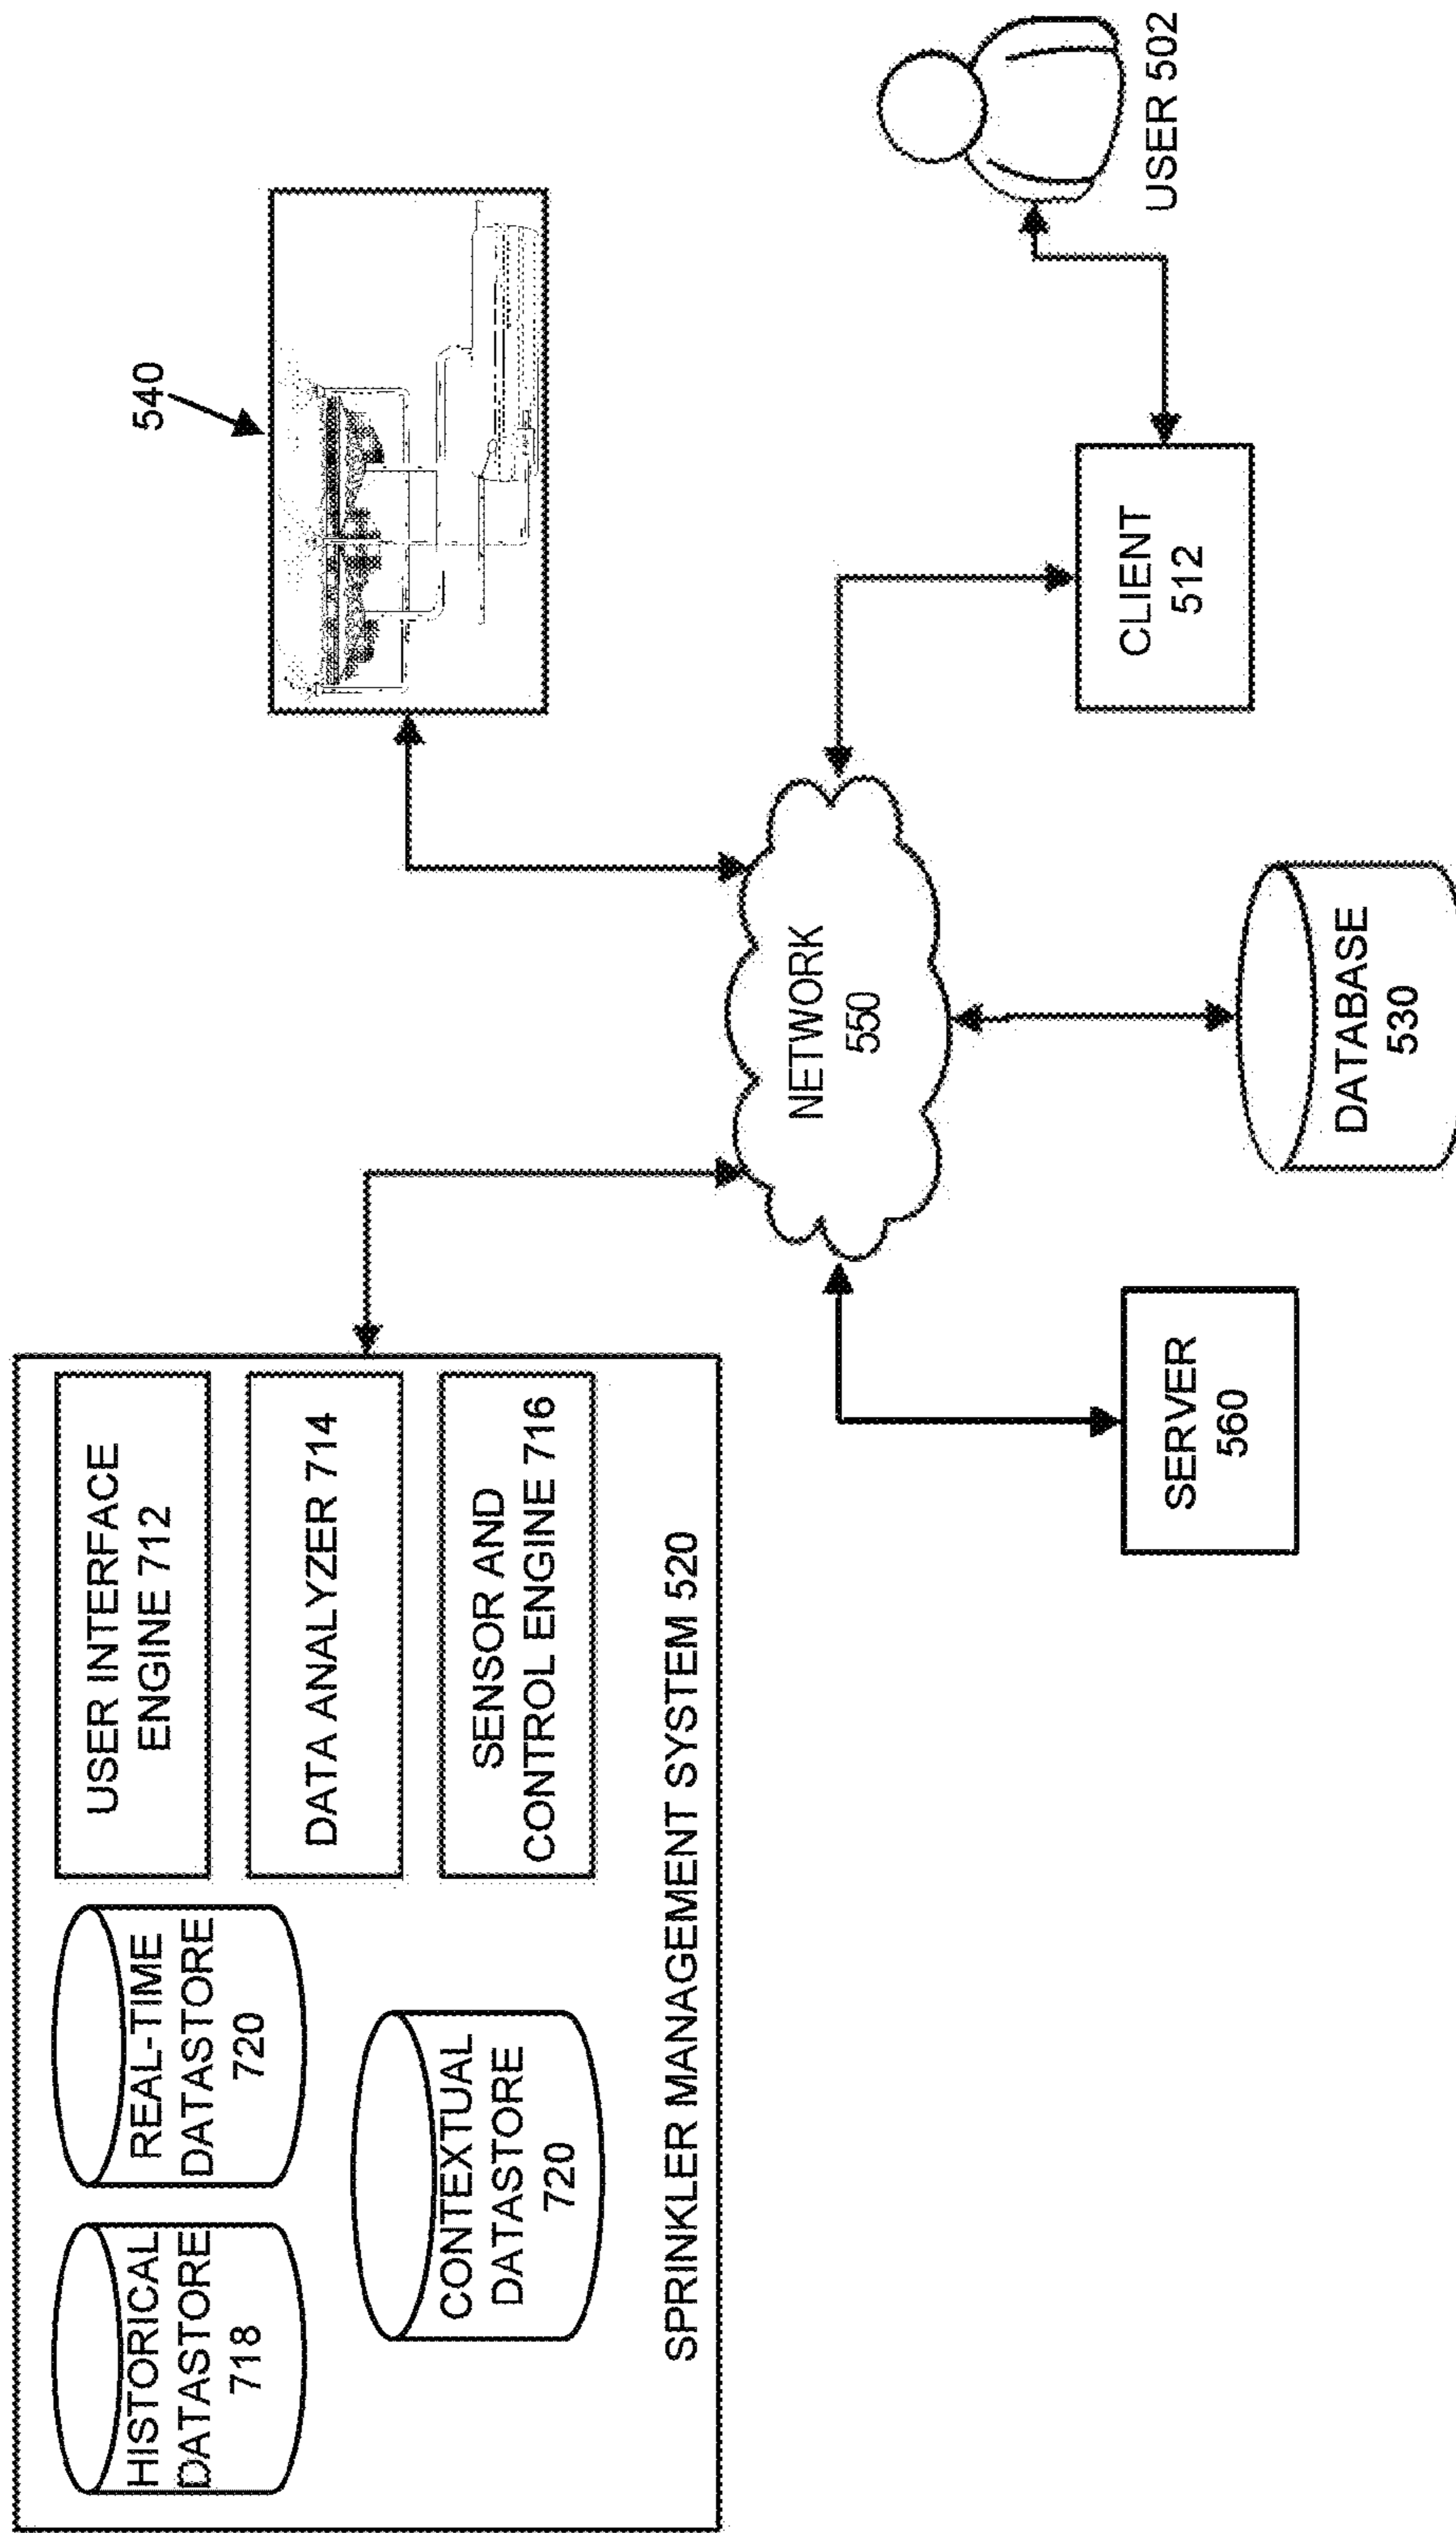 HISTORICAL
DATASTORE
718
REAL-TIME
DATASTORE
720
CONTEXTUAL
DATASTORE
720
USER INTERFACE
ENGINE 712
DATA ANALYZER 714
SENSOR AND
CONTROL ENGINE 716
SPRINKLER MANAGEMENT SYSTEM 520
540
NETWORK
550
SERVER
560
DATABASE
530
CLIENT
512
USER 502